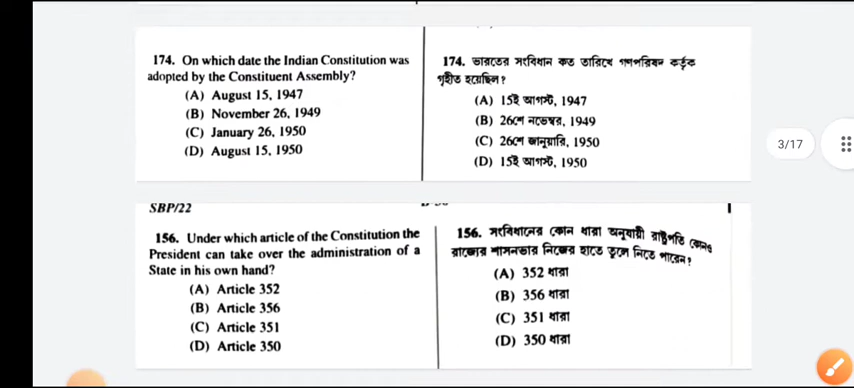 174. On which date the Indian Constitution was
adopted by the Constituent Assembly?
(A) August 15, 1947
(B) November 26, 1949
(C) January 26, 1950
(D) August 15, 1950
174. ভারতের সংবিধান কত তারিখে গণপরিষদ কর্তৃক
গৃহীত হয়েছিল?
(A) 15ই আগস্ট, 1947
(B) 26শে নভেম্বর, 1949
(C) 26শে জানুয়ারি, 1950
(D) 15ই আগস্ট, 1950
3/17
SBP/22
156. Under which article of the Constitution the
President can take over the administration of a
State in his own hand?
(A) Article 352
(B) Article 356
(C) Article 351
(D) Article 350
156. সংবিধানের কোন ধারা অনুযায়ী রাষ্ট্রপতি কোনও
রাজ্যের শাসনভার নিজের হাতে তুলে নিতে পারেন?
(A) 352 ধারা
(B) 356 ধারা
(C) 351 ধারা
(D) 350 ধারা